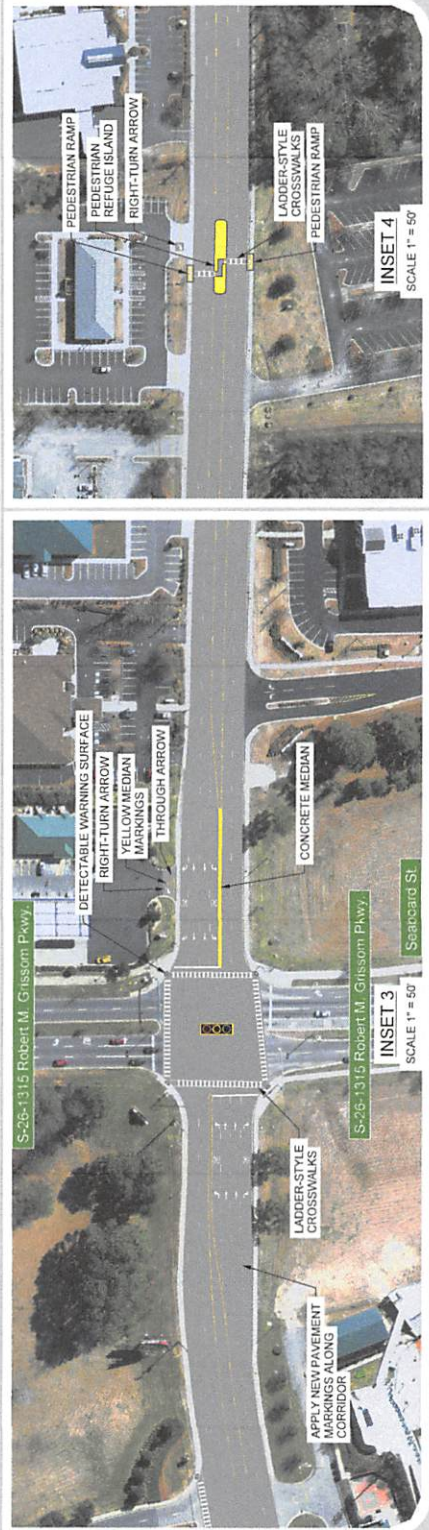 S-26-1315 Robert M. Grissom Pkwy.
DETECTABLE WARNING SURFACE
RIGHT-TURN ARROW
YELLOW MEDIAN
MARKINGS
THROUGH ARROW
CONCRETE MEDIAN
LADDER-STYLE
CROSSWALKS
APPLY NEW PAVEMENT
MARKINGS ALONG
CORRIDOR
S-26-1315 Robert M. Grissom Pkwy.
Seaboard St.
INSET 3
SCALE 1" = 50'
PEDESTRIAN RAMP
PEDESTRIAN
REFUGE ISLAND
RIGHT-TURN ARROW
LADDER-STYLE
CROSSWALKS
PEDESTRIAN RAMP
INSET 4
SCALE 1" = 50'